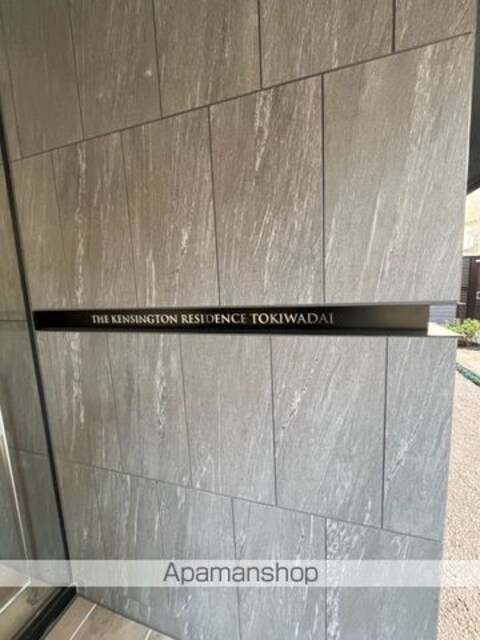 THE KENSINGTON RESIDENCE TOKIWADAI
Apamanshop